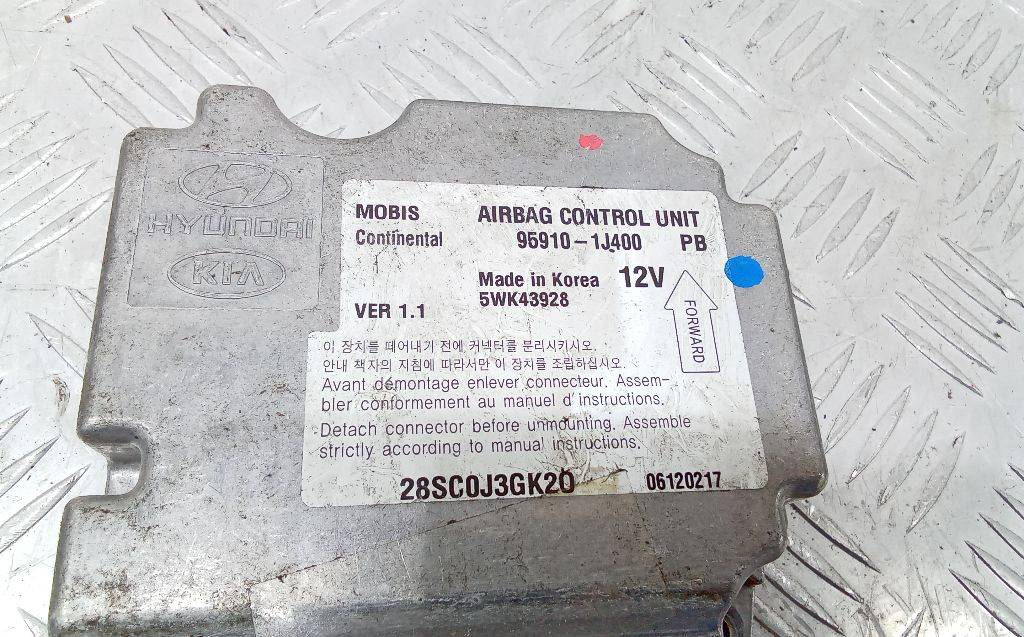 HYUNDAI
KIA
MOBIS AIRBAG CONTROL UNIT
Continental 95910-1J400 PB
Made in Korea 12V
5WK43928
VER 1.1
FORWARD
이 장치를 떼어내기 전에 커넥터를 분리시키시오.
안내 책자의 지침에 따라서만 이 장치를 조립하십시오.
Avant démontage enlever connecteur. Assem-
bler conformement au manuel d'instructions.
Detach connector before unmounting. Assemble
strictly according to manual instructions.
28SC0J3GK20 06120217